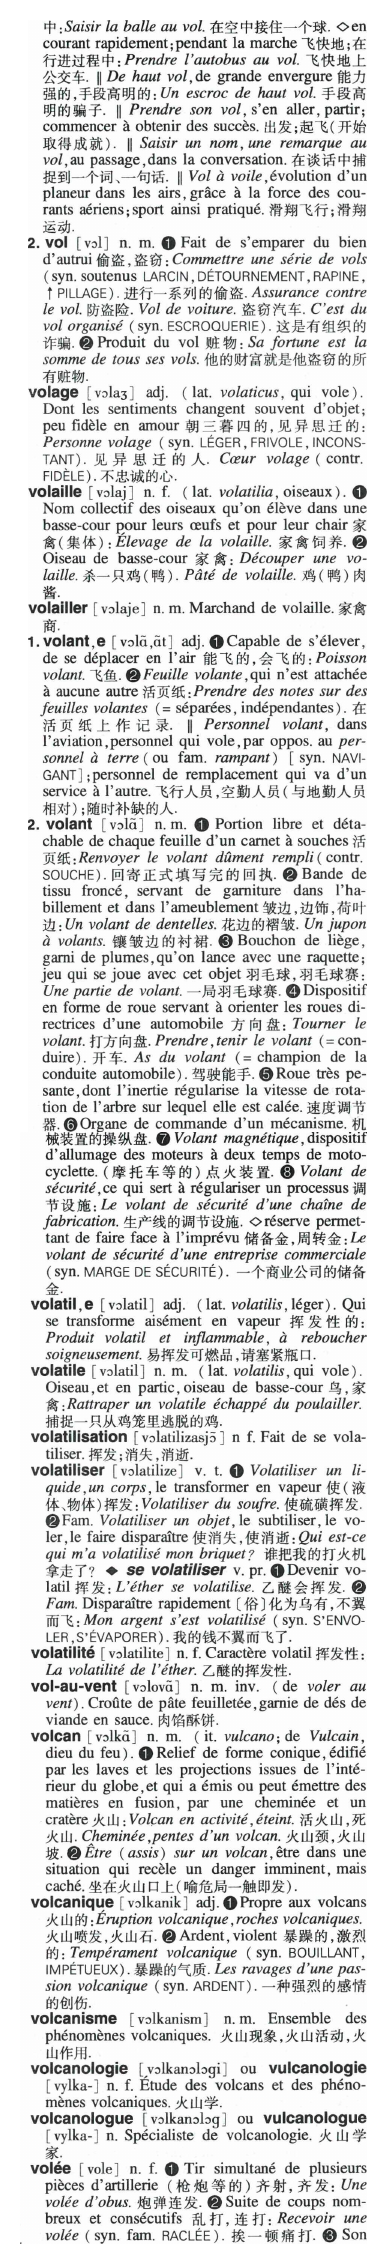 中:Saisir la balle au vol. 在空中接住一个球. ◇en
courant rapidement;pendant la marche 飞快地;在
行进过程中:Prendre l'autobus au vol. 飞快地上
公交车. ‖ De haut vol,de grande envergure 能力
强的,手段高明的: Un escroc de haut vol. 手段高
明的骗子. ‖ Prendre son vol, s'en aller, partir;
commencer à obtenir des succès. 出发;起飞(开始
取得成就). ‖ Saisir un nom, une remarque au
vol,au passage,dans la conversation. 在谈话中捕
捉到一个词、一句话. ‖ Vol à voile,évolution d'un
planeur dans les airs,grâce à la force des cou-
rants aériens;sport ainsi pratiqué. 滑翔飞行;滑翔
运动.
2. vol [vɔl] n. m. ❶ Fait de s'emparer du bien
d'autrui 偷盗,盗窃: Commettre une série de vols
(syn. soutenus LARCIN, DÉTOURNEMENT, RAPINE,
↑PILLAGE). 进行一系列的偷盗. Assurance contre
le vol. 防盗险. Vol de voiture. 盗窃汽车. C'est du
vol organisé (syn. ESCROQUERIE). 这是有组织的
诈骗. ❷ Produit du vol 赃物: Sa fortune est la
somme de tous ses vols. 他的财富就是他盗窃的所
有赃物.
volage [vɔlaʒ] adj. (lat. volaticus, qui vole).
Dont les sentiments changent souvent d'objet;
peu fidèle en amour 朝三暮四的,见异思迁的:
Personne volage (syn. LÉGER, FRIVOLE, INCONS-
TANT). 见异思迁的人. Cœur volage (contr.
FIDÈLE). 不忠诚的心.
volaille [vɔlaj] n. f. (lat. volatilia, oiseaux). ❶
Nom collectif des oiseaux qu'on élève dans une
basse-cour pour leurs œufs et pour leur chair 家
禽(集体): Élevage de la volaille. 家禽饲养. ❷
Oiseau de basse-cour 家禽: Découper une vo-
laille. 杀一只鸡(鸭). Pâté de volaille. 鸡(鸭)肉
酱.
volailler [vɔlaje] n. m. Marchand de volaille. 家禽
商.
1. volant,e [vɔlɑ̃,ɑ̃t] adj. ❶ Capable de s'élever,
de se déplacer en l'air 能飞的,会飞的: Poisson
volant. 飞鱼. ❷ Feuille volante,qui n'est attachée
à aucune autre 活页纸:Prendre des notes sur des
feuilles volantes (= séparées, indépendantes). 在
活页纸上作记录. ‖ Personnel volant, dans
l'aviation,personnel qui vole,par oppos. au per-
sonnel à terre (ou fam. rampant) [syn. NAVI-
GANT];personnel de remplacement qui va d'un
service à l'autre. 飞行人员,空勤人员(与地勤人员
相对);随时补缺的人.
2. volant [vɔlɑ̃] n. m. ❶ Portion libre et déta-
chable de chaque feuille d'un carnet à souches 活
页纸:Renvoyer le volant dûment rempli (contr.
SOUCHE). 回寄正式填写完的回执. ❷ Bande de
tissu froncé, servant de garniture dans l'ha-
billement et dans l'ameublement 皱边,边饰,荷叶
边: Un volant de dentelles. 花边的褶皱. Un jupon
à volants. 镶皱边的衬裙. ❸ Bouchon de liège,
garni de plumes,qu'on lance avec une raquette;
jeu qui se joue avec cet objet 羽毛球,羽毛球赛:
Une partie de volant. 一局羽毛球赛. ❹ Dispositif
en forme de roue servant à orienter les roues di-
rectrices d'une automobile 方向盘: Tourner le
volant. 打方向盘. Prendre,tenir le volant (=con-
duire). 开车. As du volant (= champion de la
conduite automobile). 驾驶能手. ❺ Roue très pe-
sante,dont l'inertie régularise la vitesse de rota-
tion de l'arbre sur lequel elle est calée. 速度调节
器. ❻ Organe de commande d'un mécanisme. 机
械装置的操纵盘. ❼ Volant magnétique,dispositif
d'allumage des moteurs à deux temps de moto-
cyclette. (摩托车等的)点火装置. ❽ Volant de
sécurité,ce qui sert à régulariser un processus 调
节设施: Le volant de sécurité d'une chaîne de
fabrication. 生产线的调节设施. ◇réserve permet-
tant de faire face à l'imprévu 储备金,周转金:Le
volant de sécurité d'une entreprise commerciale
(syn. MARGE DE SÉCURITÉ). 一个商业公司的储备
金.
volatil,e [vɔlatil] adj. (lat. volatilis,léger). Qui
se transforme aisément en vapeur 挥发性的:
Produit volatil et inflammable, à reboucher
soigneusement. 易挥发可燃品,请塞紧瓶口.
volatile [vɔlatil] n. m. (lat. volatilis, qui vole).
Oiseau,et en partic,oiseau de basse-cour 鸟,家
禽:Rattraper un volatile échappé du poulailler.
捕捉一只从鸡笼里逃脱的鸡.
volatilisation [vɔlatilizasjɔ̃] n f. Fait de se vola-
tiliser. 挥发;消失,消逝.
volatiliser [vɔlatilize] v. t. ❶ Volatiliser un li-
quide,un corps,le transformer en vapeur 使(液
体、物体)挥发:Volatiliser du soufre. 使硫磺挥发.
❷ Fam. Volatiliser un objet,le subtiliser, le vo-
ler,le faire disparaître 使消失,使消逝:Qui est-ce
qui m'a volatilisé mon briquet? 谁把我的打火机
拿走了? ◆ se volatiliser v. pr. ❶ Devenir vo-
latil 挥发: L'éther se volatilise. 乙醚会挥发. ❷
Fam. Disparaître rapidement [俗]化为乌有,不翼
而飞: Mon argent s'est volatilisé (syn. S'ENVO-
LER,S'ÉVAPORER). 我的钱不翼而飞了.
volatilité [vɔlatilite] n. f. Caractère volatil 挥发性:
La volatilité de l'éther. 乙醚的挥发性.
vol-au-vent [vɔlovɑ̃] n. m. inv. (de voler au
vent). Croûte de pâte feuilletée,garnie de dés de
viande en sauce. 肉馅酥饼.
volcan [vɔlkɑ̃] n. m. (it. vulcano; de Vulcain,
dieu du feu). ❶ Relief de forme conique,édifié
par les laves et les projections issues de l'inté-
rieur du globe,et qui a émis ou peut émettre des
matières en fusion, par une cheminée et un
cratère 火山:Volcan en activité,éteint. 活火山,死
火山. Cheminée,pentes d'un volcan. 火山颈,火山
坡. ❷ Être (assis) sur un volcan,être dans une
situation qui recèle un danger imminent, mais
caché. 坐在火山口上(喻危局一触即发).
volcanique [vɔlkanik] adj. ❶ Propre aux volcans
火山的:Éruption volcanique,roches volcaniques.
火山喷发,火山石. ❷ Ardent,violent 暴躁的,激烈
的: Tempérament volcanique (syn. BOUILLANT,
IMPÉTUEUX). 暴躁的气质. Les ravages d'une pas-
sion volcanique (syn. ARDENT). 一种强烈的感情
的创伤.
volcanisme [vɔlkanism] n. m. Ensemble des
phénomènes volcaniques. 火山现象,火山活动,火
山作用.
volcanologie [vɔlkanɔlɔgi] ou vulcanologie
[vylka-] n. f. Étude des volcans et des phéno-
mènes volcaniques. 火山学.
volcanologue [vɔlkanɔlɔg] ou vulcanologue
[vylka-] n. Spécialiste de volcanologie. 火山学
家.
volée [vole] n. f. ❶ Tir simultané de plusieurs
pièces d'artillerie (枪炮等的)齐射,齐发: Une
volée d'obus. 炮弹连发. ❷ Suite de coups nom-
breux et consécutifs 乱打,连打: Recevoir une
volée (syn. fam. RACLÉE). 挨一顿痛打. ❸ Son